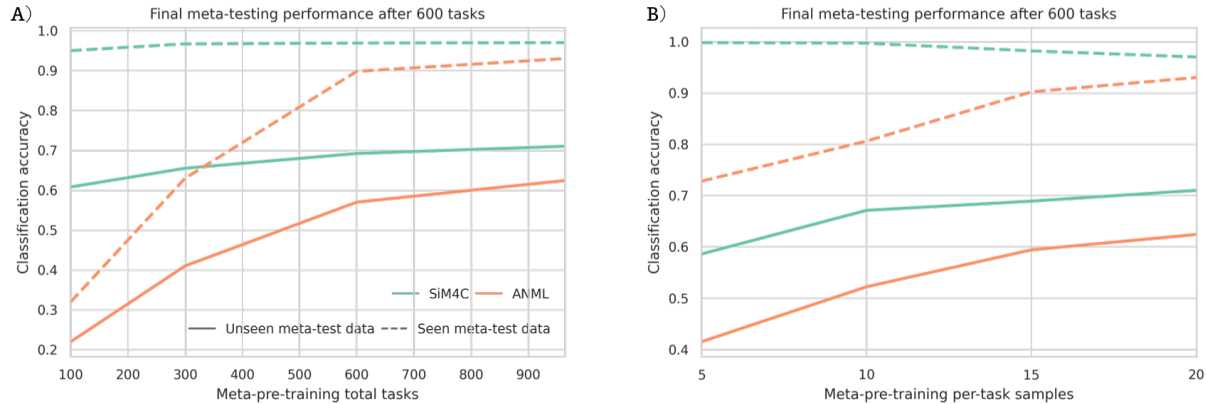 A)
Final meta-testing performance after 600 tasks
Classification accuracy
1.0
0.9
0.8
0.7
0.6
0.5
0.4
0.3
0.2
SiM4C
ANML
Unseen meta-test data
Seen meta-test data
100 200 300 400 500 600 700 800 900
Meta-pre-training total tasks
B)
Final meta-testing performance after 600 tasks
Classification accuracy
1.0
0.9
0.8
0.7
0.6
0.5
0.4
5 10 15 20
Meta-pre-training per-task samples